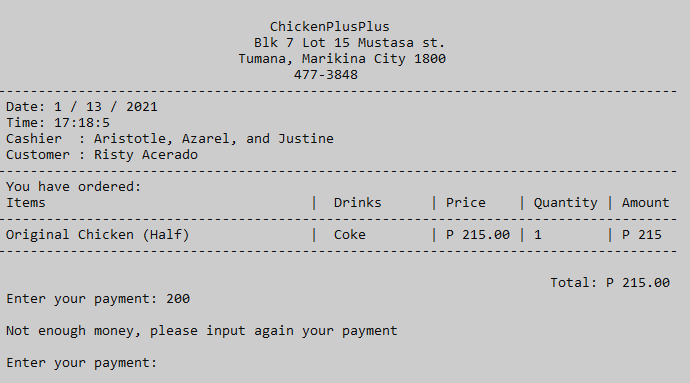 ChickenPlusPlus
Blk 7 Lot 15 Mustasa st.
Tumana, Marikina City 1800
477-3848
Date: 1 / 13 / 2021
Time: 17:18:5
Cashier  : Aristotle, Azarel, and Justine
Customer : Risty Acerado
You have ordered:
Items | Drinks | Price | Quantity | Amount
Original Chicken (Half) | Coke | P 215.00 | 1 | P 215
Total: P 215.00
Enter your payment: 200
Not enough money, please input again your payment
Enter your payment: